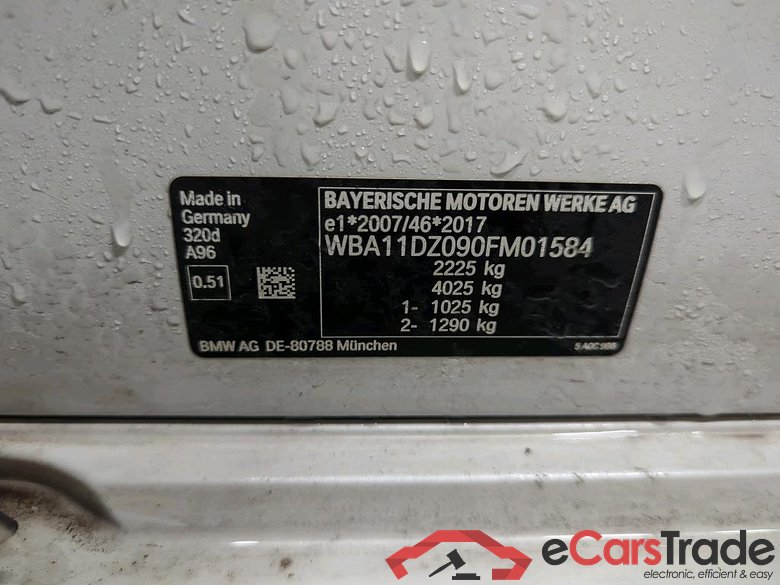 Made in
Germany
320d
A96
0.51
BAYERISCHE MOTOREN WERKE AG
e1*2007/46*2017
WBA11DZ090FM01584
2225 kg
4025 kg
1- 1025 kg
2- 1290 kg
BMW AG DE-80788 München
eCarsTrade
electronic, efficient & easy